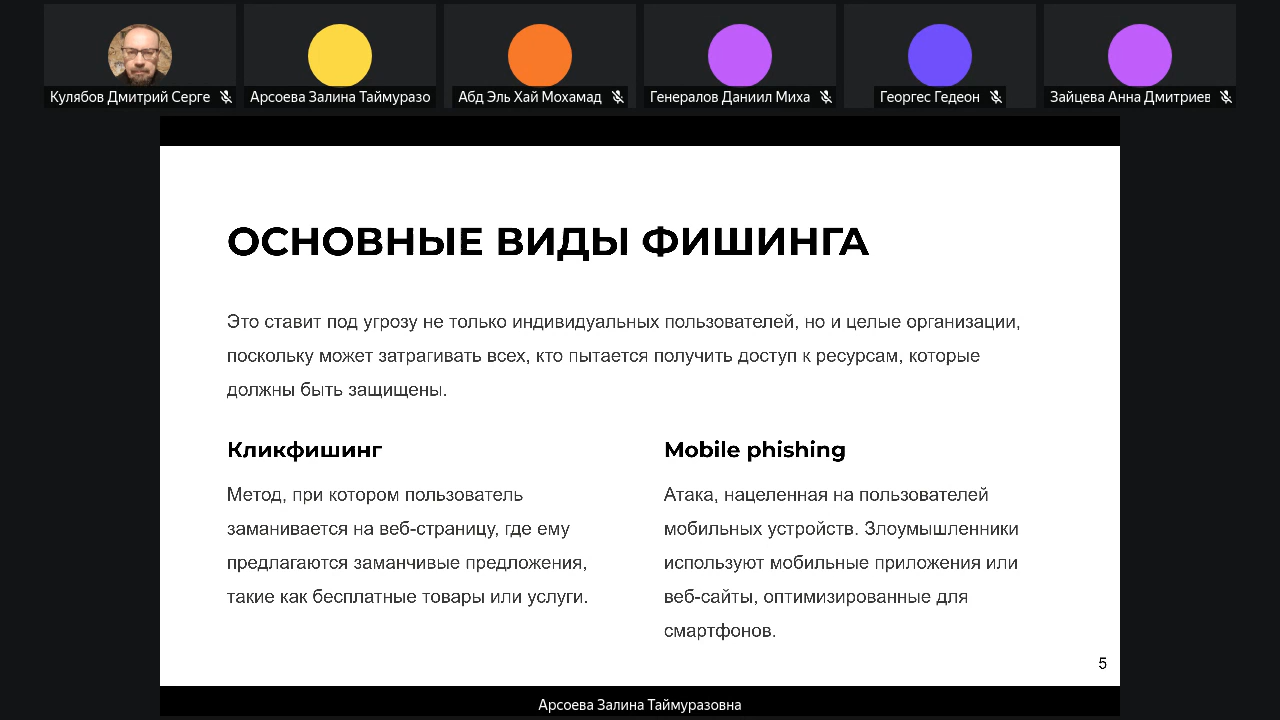 Кулябов Дмитрий Серге
Арсоева Залина Таймуразо
Абд Эль Хай Мохамад
Генералов Даниил Миха
Георгес Гедеон
Зайцева Анна Дмитриев
ОСНОВНЫЕ ВИДЫ ФИШИНГА
Это ставит под угрозу не только индивидуальных пользователей, но и целые организации,
поскольку может затрагивать всех, кто пытается получить доступ к ресурсам, которые
должны быть защищены.
Кликфишинг
Метод, при котором пользователь
заманивается на веб-страницу, где ему
предлагаются заманчивые предложения,
такие как бесплатные товары или услуги.
Mobile phishing
Атака, нацеленная на пользователей
мобильных устройств. Злоумышленники
используют мобильные приложения или
веб-сайты, оптимизированные для
смартфонов.
5
Арсоева Залина Таймуразовна